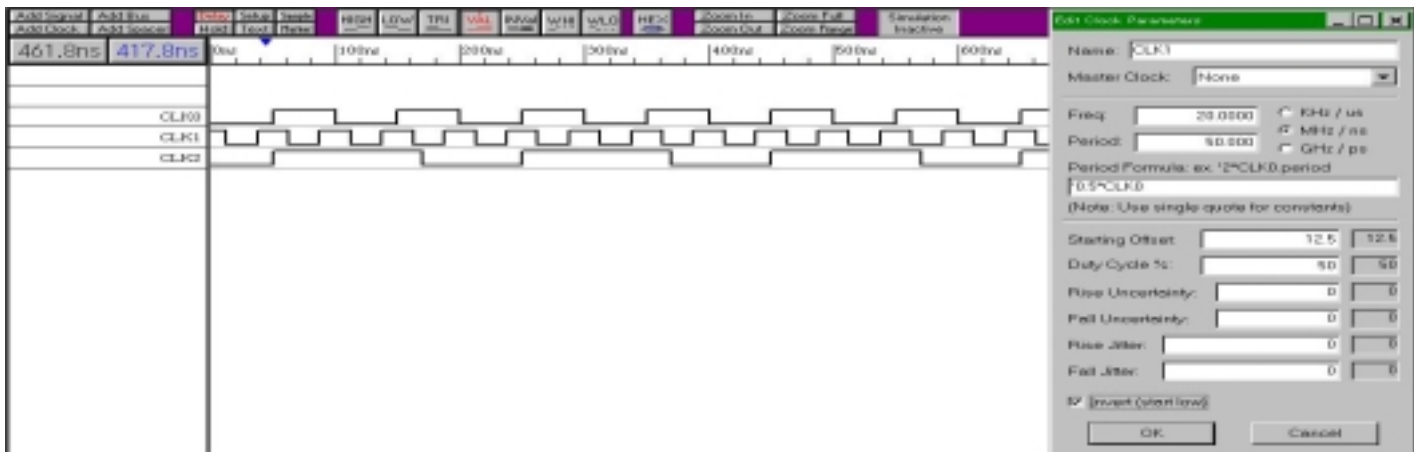 Add Signal Add Bus Delay Setup Sample HIGH LOW TRI VAL INVal WHI WLO HEX Zoom In Zoom Full Simulation
Add Clock Add Spacer Hold Text Marker Zoom Out Zoom Range Inactive
461.8ns 417.8ns 0ns 100ns 200ns 300ns 400ns 500ns 600ns
CLK0
CLK1
CLK2
Edit Clock Parameters
Name: CLK1
Master Clock: None
Freq: 20.0000 KHz / us
MHz / ns
Period: 50.000 GHz / ps
Period Formula: ex. '2*CLK0.period
'0.5*CLK0
(Note: Use single quote for constants)
Starting Offset: 12.5 12.5
Duty Cycle %: 50 50
Rise Uncertainty: 0 0
Fall Uncertainty: 0 0
Rise Jitter: 0 0
Fall Jitter: 0 0
Invert (start low)
OK Cancel